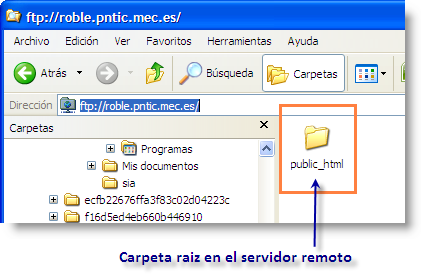 ftp://roble.pntic.mec.es/
Archivo Edición Ver Favoritos Herramientas Ayuda
Atrás Búsqueda Carpetas
Dirección ftp://roble.pntic.mec.es/
Carpetas
Programas
Mis documentos
sia
ecfb22676ffa3f83c02d04223c
f16d5ed4eb660b446910
public_html
Carpeta raiz en el servidor remoto